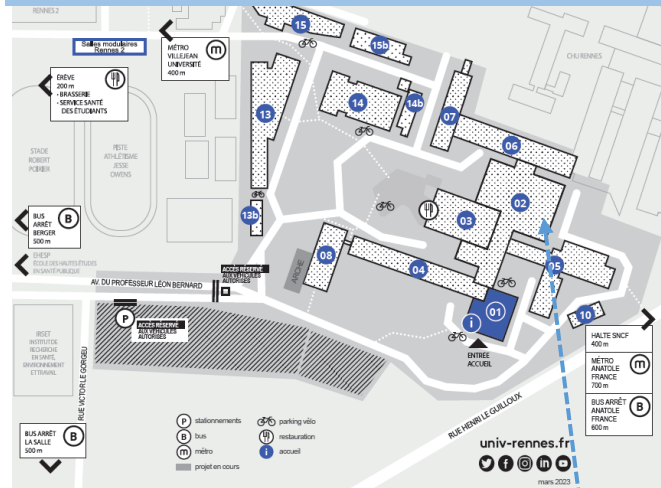 RENNES 2
Salles modulaires
Rennes 2
MÉTRO
VILLEJEAN
UNIVERSITÉ
400 m
m
15
15b
CHU RENNES
ÉRÈVE
200 m
- BRASSERIE
- SERVICE SANTÉ
DES ÉTUDIANTS
13
14
14b
07
06
STADE
ROBERT
POIRIER
PISTE
ATHLÉTISME
JESSE
OWENS
02
03
13b
BUS
ARRÊT
BERGER
500 m
B
EHESP
ÉCOLE DES HAUTES ÉTUDES
EN SANTÉ PUBLIQUE
08
ARCHE
04
05
ACCÈS RÉSERVÉ
AUX VÉHICULES
AUTORISÉS
AV. DU PROFESSEUR LÉON BERNARD
01
i
10
P
ACCÈS RÉSERVÉ
AUX VÉHICULES
AUTORISÉS
ENTRÉE
ACCUEIL
IRSET
INSTITUT DE
RECHERCHE
EN SANTÉ,
ENVIRONNEMENT
ET TRAVAIL
RUE VICTOR LE GORGEU
HALTE SNCF
400 m
MÉTRO
ANATOLE
FRANCE
700 m
m
BUS ARRÊT
ANATOLE
FRANCE
600 m
B
RUE HENRI LE GUILLOUX
BUS ARRÊT
LA SALLE
500 m
B
P stationnements
B bus
m métro
projet en cours
parking vélo
restauration
i accueil
univ-rennes.fr
mars 2023